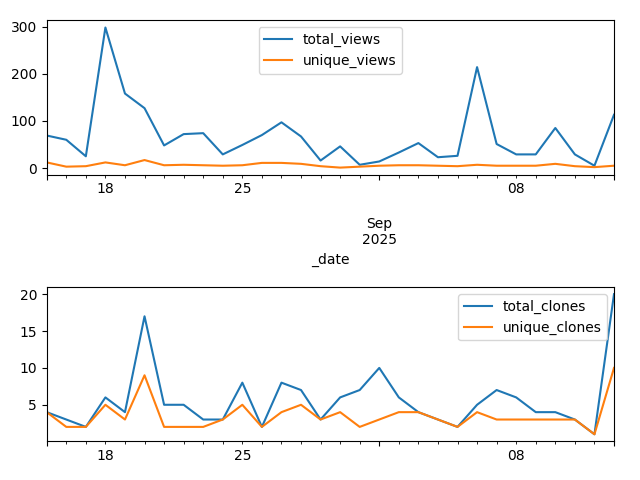 300
200
100
0
total_views
unique_views
18
25
08
Sep
2025
_date
20
15
10
5
total_clones
unique_clones
18
25
08